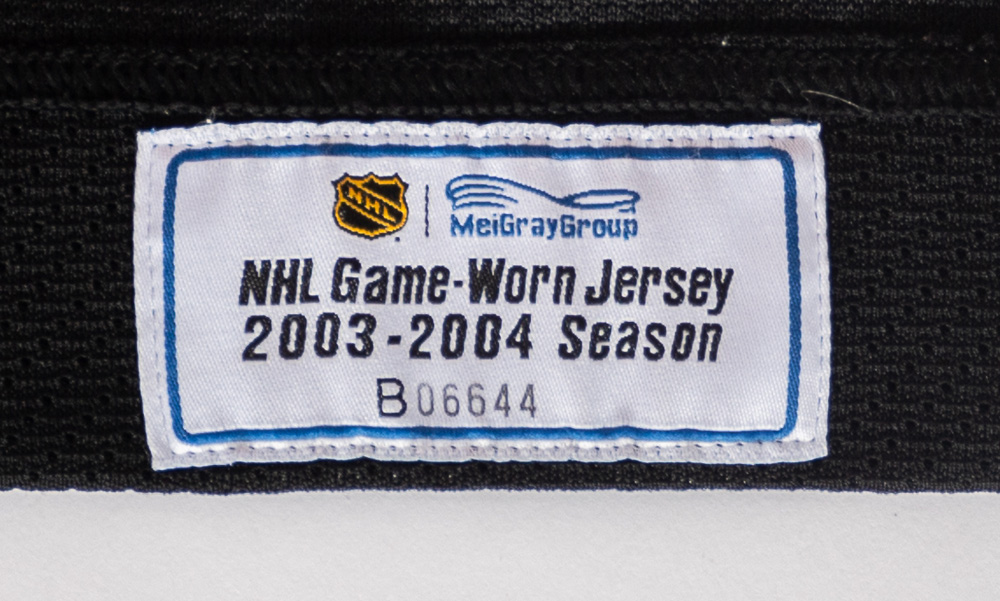 NHL | MeiGrayGroup
NHL Game-Worn Jersey
2003-2004 Season
B06644